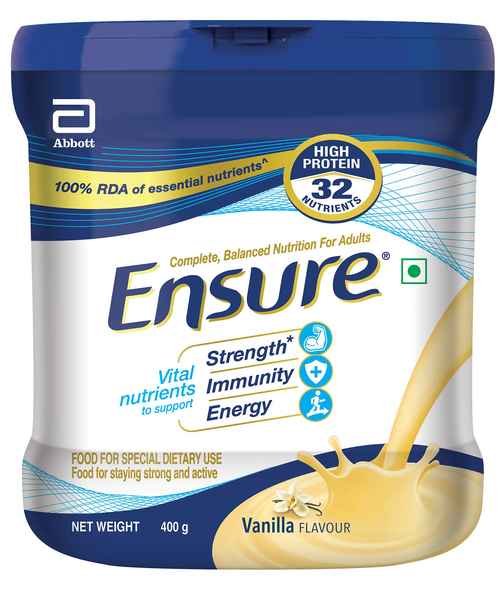 Abbott
100% RDA of essential nutrients^
HIGH
PROTEIN
32
NUTRIENTS
Complete, Balanced Nutrition For Adults
Ensure®
Vital
nutrients
to support
Strength*
Immunity
Energy
FOOD FOR SPECIAL DIETARY USE
Food for staying strong and active
NET WEIGHT 400 g
Vanilla FLAVOUR